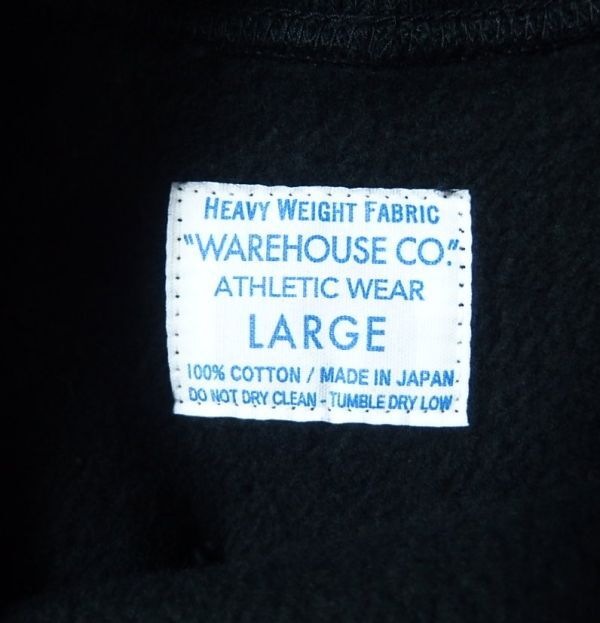 HEAVY WEIGHT FABRIC
"WAREHOUSE CO."
ATHLETIC WEAR
LARGE
100% COTTON / MADE IN JAPAN
DO NOT DRY CLEAN - TUMBLE DRY LOW